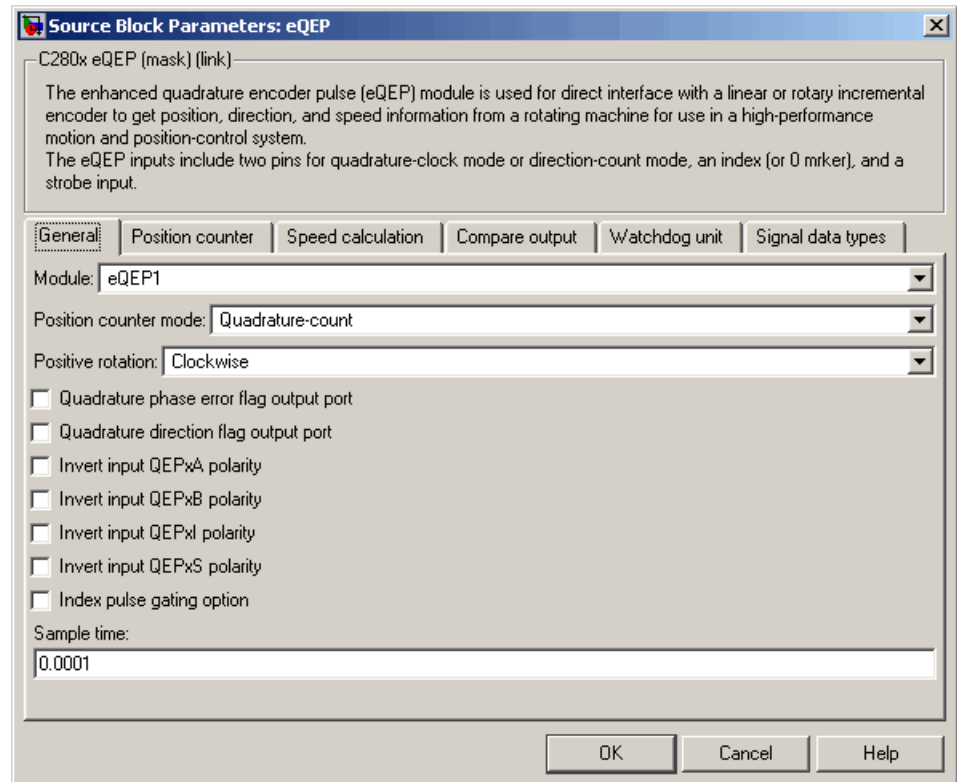 Source Block Parameters: eQEP
C280x eQEP (mask) (link)
The enhanced quadrature encoder pulse (eQEP) module is used for direct interface with a linear or rotary incremental
encoder to get position, direction, and speed information from a rotating machine for use in a high-performance
motion and position-control system.
The eQEP inputs include two pins for quadrature-clock mode or direction-count mode, an index (or 0 mrker), and a
strobe input.
General Position counter Speed calculation Compare output Watchdog unit Signal data types
Module: eQEP1
Position counter mode: Quadrature-count
Positive rotation: Clockwise
Quadrature phase error flag output port
Quadrature direction flag output port
Invert input QEPxA polarity
Invert input QEPxB polarity
Invert input QEPxI polarity
Invert input QEPxS polarity
Index pulse gating option
Sample time:
0.0001
OK Cancel Help